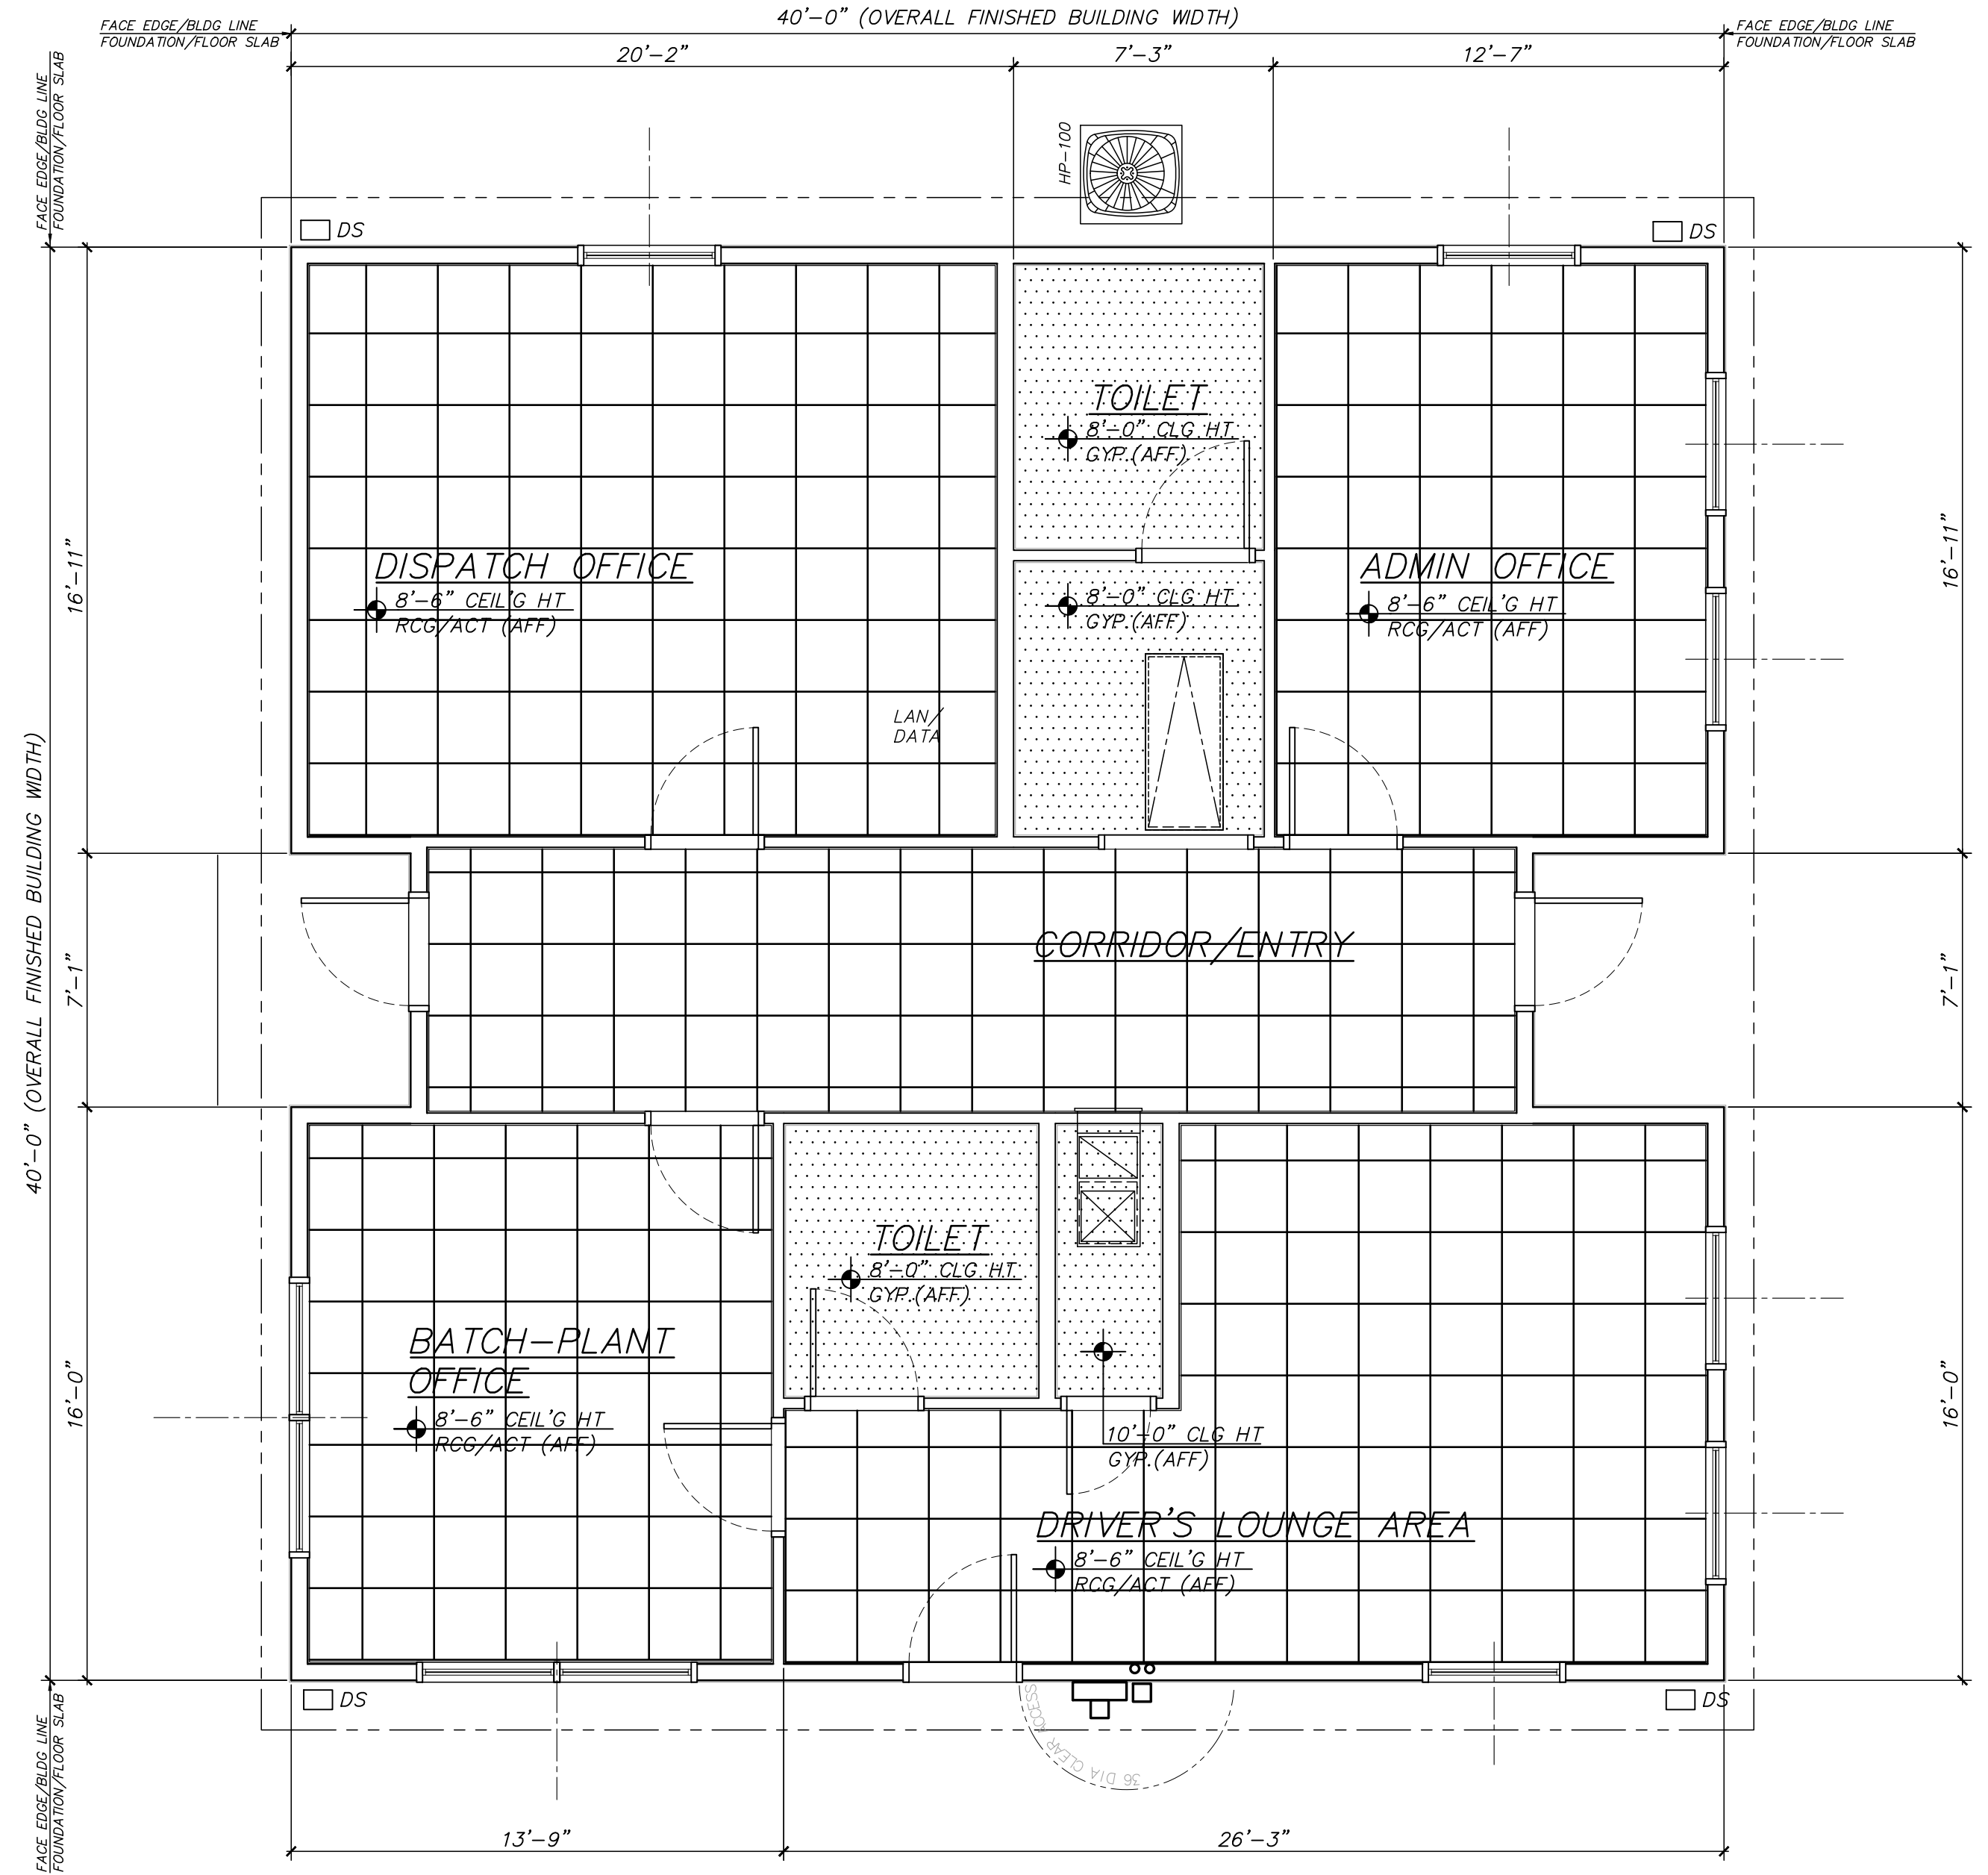 40'-0" (OVERALL FINISHED BUILDING WIDTH)
FACE EDGE/BLDG LINE
FOUNDATION/FLOOR SLAB
FACE EDGE/BLDG LINE
FOUNDATION/FLOOR SLAB
20'-2"
7'-3"
12'-7"
FACE EDGE/BLDG LINE
FOUNDATION/FLOOR SLAB
HP-100
DS
DS
TOILET
8'-0" CLG HT
GYP.(AFF)
DISPATCH OFFICE
8'-6" CEIL'G HT
RCG/ACT (AFF)
8'-0" CLG HT
GYP.(AFF)
ADMIN OFFICE
8'-6" CEIL'G HT
RCG/ACT (AFF)
16'-11"
16'-11"
LAN/
DATA
40'-0" (OVERALL FINISHED BUILDING WIDTH)
CORRIDOR/ENTRY
7'-1"
7'-1"
TOILET
8'-0" CLG HT
GYP.(AFF)
BATCH-PLANT
OFFICE
8'-6" CEIL'G HT
RCG/ACT (AFF)
16'-0"
16'-0"
10'-0" CLG HT
GYP.(AFF)
DRIVER'S LOUNGE AREA
8'-6" CEIL'G HT
RCG/ACT (AFF)
DS
DS
36 DIA CLEAR ACCESS
FACE EDGE/BLDG LINE
FOUNDATION/FLOOR SLAB
13'-9"
26'-3"